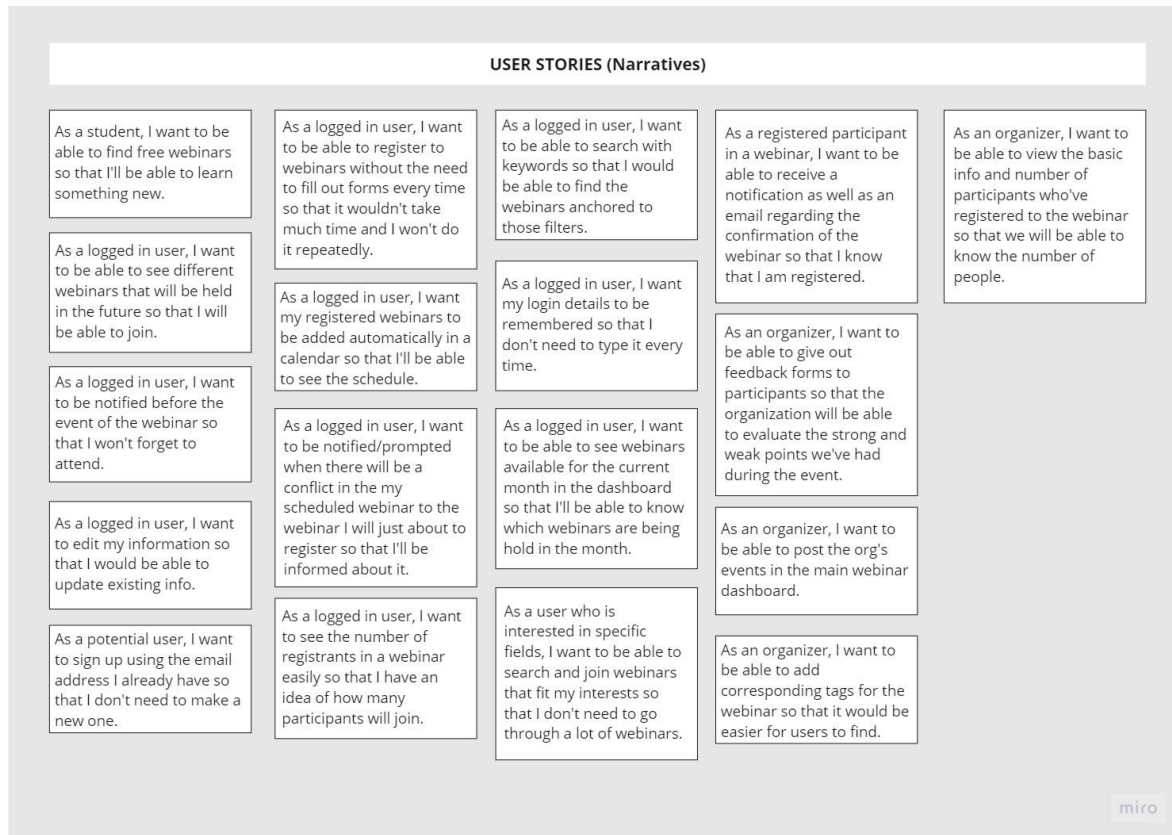 USER STORIES (Narratives)
As a student, I want to be
able to find free webinars
so that I'll be able to learn
something new.
As a logged in user, I want
to be able to see different
webinars that will be held
in the future so that I will
be able to join.
As a logged in user, I want
to be notified before the
event of the webinar so
that I won't forget to
attend.
As a logged in user, I want
to edit my information so
that I would be able to
update existing info.
As a potential user, I want
to sign up using the email
address I already have so
that I don't need to make a
new one.
As a logged in user, I want
to be able to register to
webinars without the need
to fill out forms every time
so that it wouldn't take
much time and I won't do
it repeatedly.
As a logged in user, I want
my registered webinars to
be added automatically in a
calendar so that I'll be able
to see the schedule.
As a logged in user, I want
to be notified/prompted
when there will be a
conflict in the my
scheduled webinar to the
webinar I will just about to
register so that I'll be
informed about it.
As a logged in user, I want
to see the number of
registrants in a webinar
easily so that I have an
idea of how many
participants will join.
As a logged in user, I want
to be able to search with
keywords so that I would
be able to find the
webinars anchored to
those filters.
As a logged in user, I want
my login details to be
remembered so that I
don't need to type it every
time.
As a logged in user, I want
to be able to see webinars
available for the current
month in the dashboard
so that I'll be able to know
which webinars are being
hold in the month.
As a user who is
interested in specific
fields, I want to be able to
search and join webinars
that fit my interests so
that I don't need to go
through a lot of webinars.
As a registered participant
in a webinar, I want to be
able to receive a
notification as well as an
email regarding the
confirmation of the
webinar so that I know
that I am registered.
As an organizer, I want to
be able to give out
feedback forms to
participants so that the
organization will be able
to evaluate the strong and
weak points we've had
during the event.
As an organizer, I want to
be able to post the org's
events in the main webinar
dashboard.
As an organizer, I want to
be able to add
corresponding tags for the
webinar so that it would be
easier for users to find.
As an organizer, I want to
be able to view the basic
info and number of
participants who've
registered to the webinar
so that we will be able to
know the number of
people.
miro